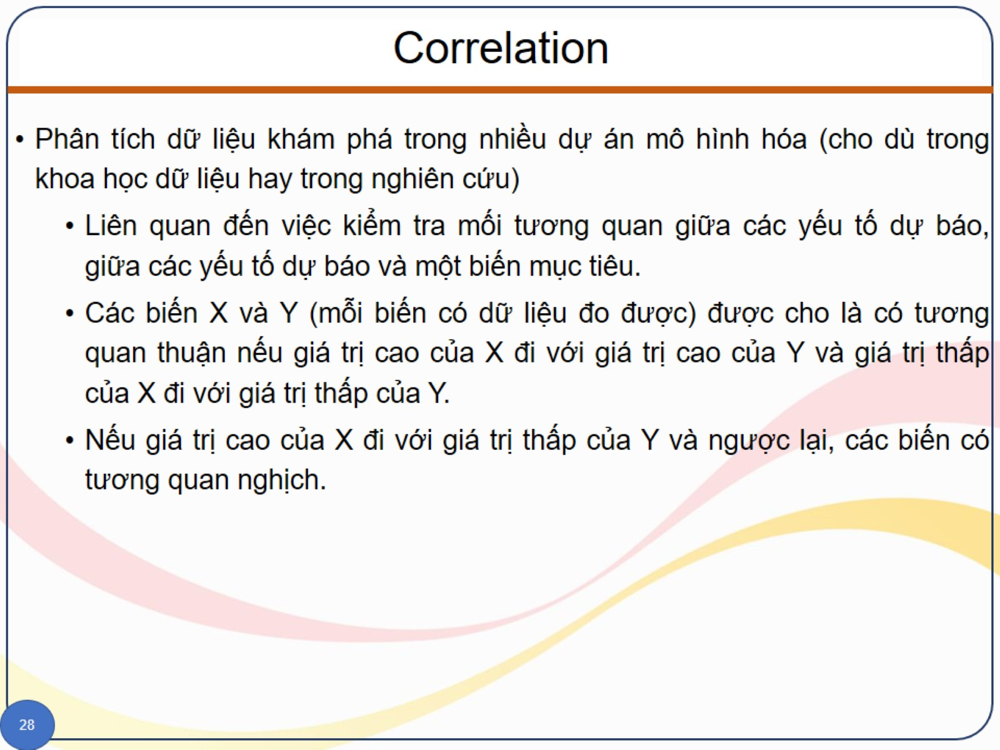 Correlation
• Phân tích dữ liệu khám phá trong nhiều dự án mô hình hóa (cho dù trong
khoa học dữ liệu hay trong nghiên cứu)
• Liên quan đến việc kiểm tra mối tương quan giữa các yếu tố dự báo,
giữa các yếu tố dự báo và một biến mục tiêu.
• Các biến X và Y (mỗi biến có dữ liệu đo được) được cho là có tương
quan thuận nếu giá trị cao của X đi với giá trị cao của Y và giá trị thấp
của X đi với giá trị thấp của Y.
• Nếu giá trị cao của X đi với giá trị thấp của Y và ngược lại, các biến có
tương quan nghịch.
28